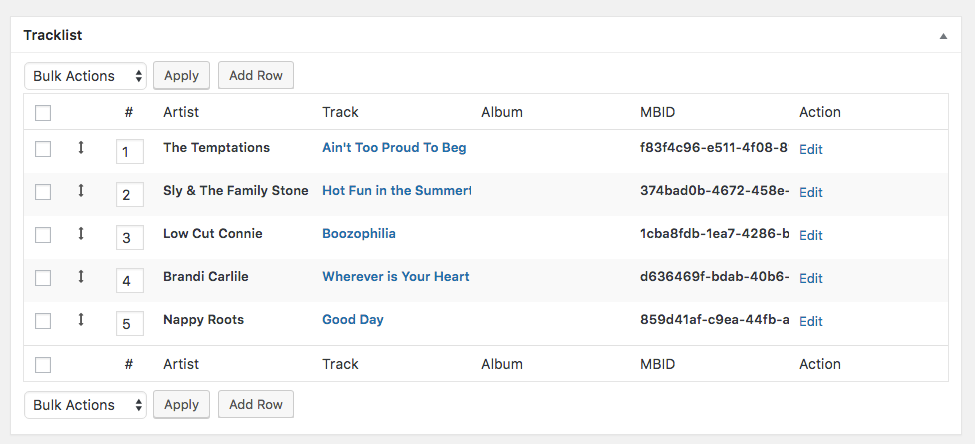 Tracklist
Bulk Actions Apply Add Row
# Artist Track Album MBID Action
1 The Temptations Ain't Too Proud To Beg f83f4c96-e511-4f08-8 Edit
2 Sly & The Family Stone Hot Fun in the Summert 374bad0b-4672-458e- Edit
3 Low Cut Connie Boozophilia 1cba8fdb-1ea7-4286-b Edit
4 Brandi Carlile Wherever is Your Heart d636469f-bdab-40b6- Edit
5 Nappy Roots Good Day 859d41af-c9ea-44fb-a Edit
# Artist Track Album MBID Action
Bulk Actions Apply Add Row